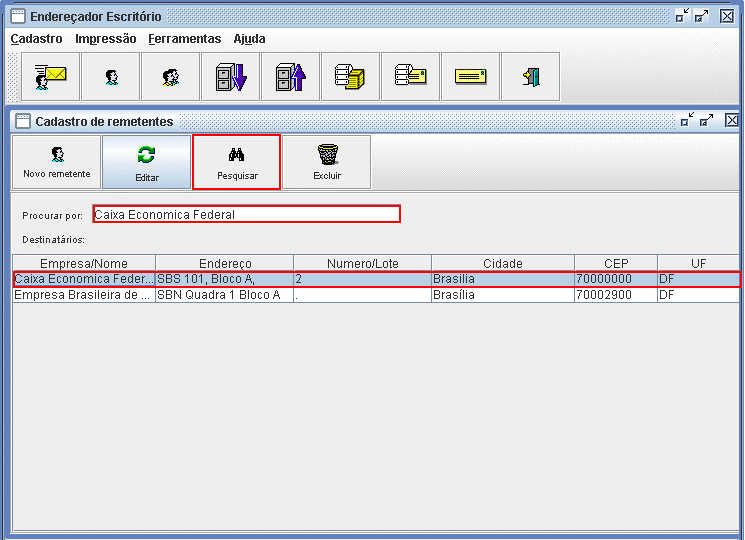 Endereçador Escritório
Cadastro Impressão Ferramentas Ajuda
Cadastro de remetentes
Novo remetente Editar Pesquisar Excluir
Procurar por: Caixa Economica Federal
Destinatários:
Empresa/Nome Endereço Numero/Lote Cidade CEP UF
Caixa Economica Feder... SBS 101, Bloco A, 2 Brasilia 70000000 DF
Empresa Brasileira de ... SBN Quadra 1 Bloco A . Brasília 70002900 DF